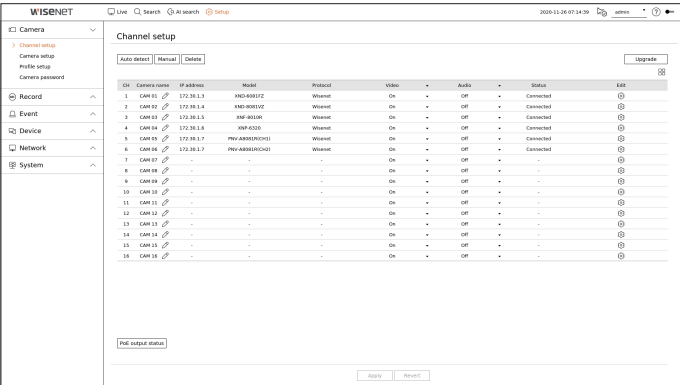 WISENET Live Search AI search Setup 2020-11-26 07:14:39 admin ?
Camera
Channel setup
Camera setup
Profile setup
Camera password
Record
Event
Device
Network
System
Channel setup
Auto detect Manual Delete Upgrade
CH Camera name IP address Model Protocol Video Audio Status Edit
1 CAM 01 172.30.1.3 XND-6081FZ Wisenet On Off Connected
2 CAM 02 172.30.1.4 XND-8081VZ Wisenet On Off Connected
3 CAM 03 172.30.1.5 XNF-8010R Wisenet On Off Connected
4 CAM 04 172.30.1.6 XNP-6320 Wisenet On Off Connected
5 CAM 05 172.30.1.7 PNV-A8081R(CH1) Wisenet On Off Connected
6 CAM 06 172.30.1.7 PNV-A8081R(CH2) Wisenet On Off Connected
7 CAM 07 - - - On Off -
8 CAM 08 - - - On Off -
9 CAM 09 - - - On Off -
10 CAM 10 - - - On Off -
11 CAM 11 - - - On Off -
12 CAM 12 - - - On Off -
13 CAM 13 - - - On Off -
14 CAM 14 - - - On Off -
15 CAM 15 - - - On Off -
16 CAM 16 - - - On Off -
PoE output status
Apply Revert